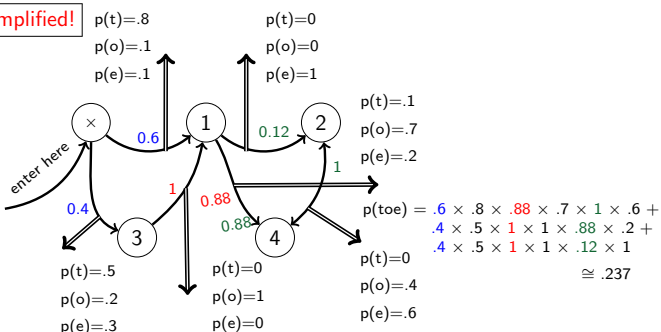 mplified!
p(t)=.8
p(o)=.1
p(e)=.1
p(t)=0
p(o)=0
p(e)=1
p(t)=.1
p(o)=.7
p(e)=.2
×
1
2
0.6
0.12
enter here
1
1
0.88
0.4
0.88
3
4
p(toe) = .6 × .8 × .88 × .7 × 1 × .6 +
.4 × .5 × 1 × 1 × .88 × .2 +
.4 × .5 × 1 × 1 × .12 × 1
≅ .237
p(t)=.5
p(o)=.2
p(e)=.3
p(t)=0
p(o)=1
p(e)=0
p(t)=0
p(o)=.4
p(e)=.6